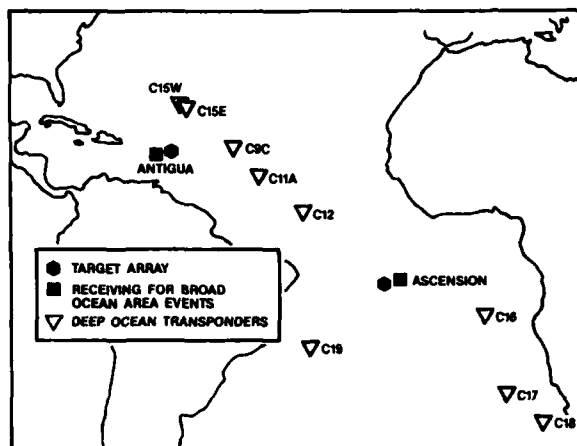 C15W
C15E
C9C
ANTIGUA
C11A
C12
TARGET ARRAY
RECEIVING FOR BROAD
OCEAN AREA EVENTS
DEEP OCEAN TRANSPONDERS
ASCENSION
C16
C19
C17
C18